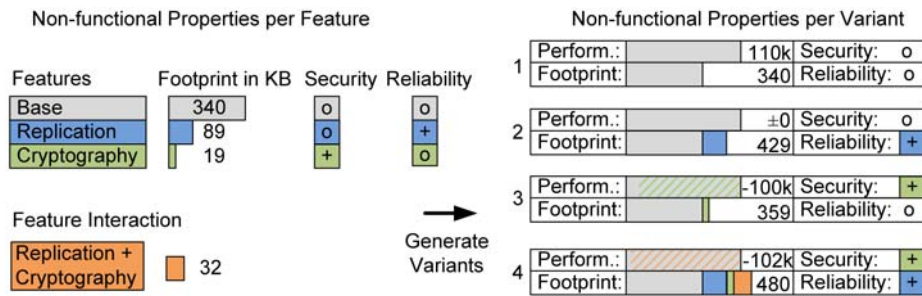 Non-functional Properties per Feature
Non-functional Properties per Variant
Features Footprint in KB Security Reliability
Base 340 o o
Replication 89 o +
Cryptography 19 + o
Feature Interaction
Replication + Cryptography 32
Generate
Variants
1 Perform.: 110k Security: o
Footprint: 340 Reliability: o
2 Perform.: ±0 Security: o
Footprint: 429 Reliability: +
3 Perform.: -100k Security: +
Footprint: 359 Reliability: o
4 Perform.: -102k Security: +
Footprint: 480 Reliability: +